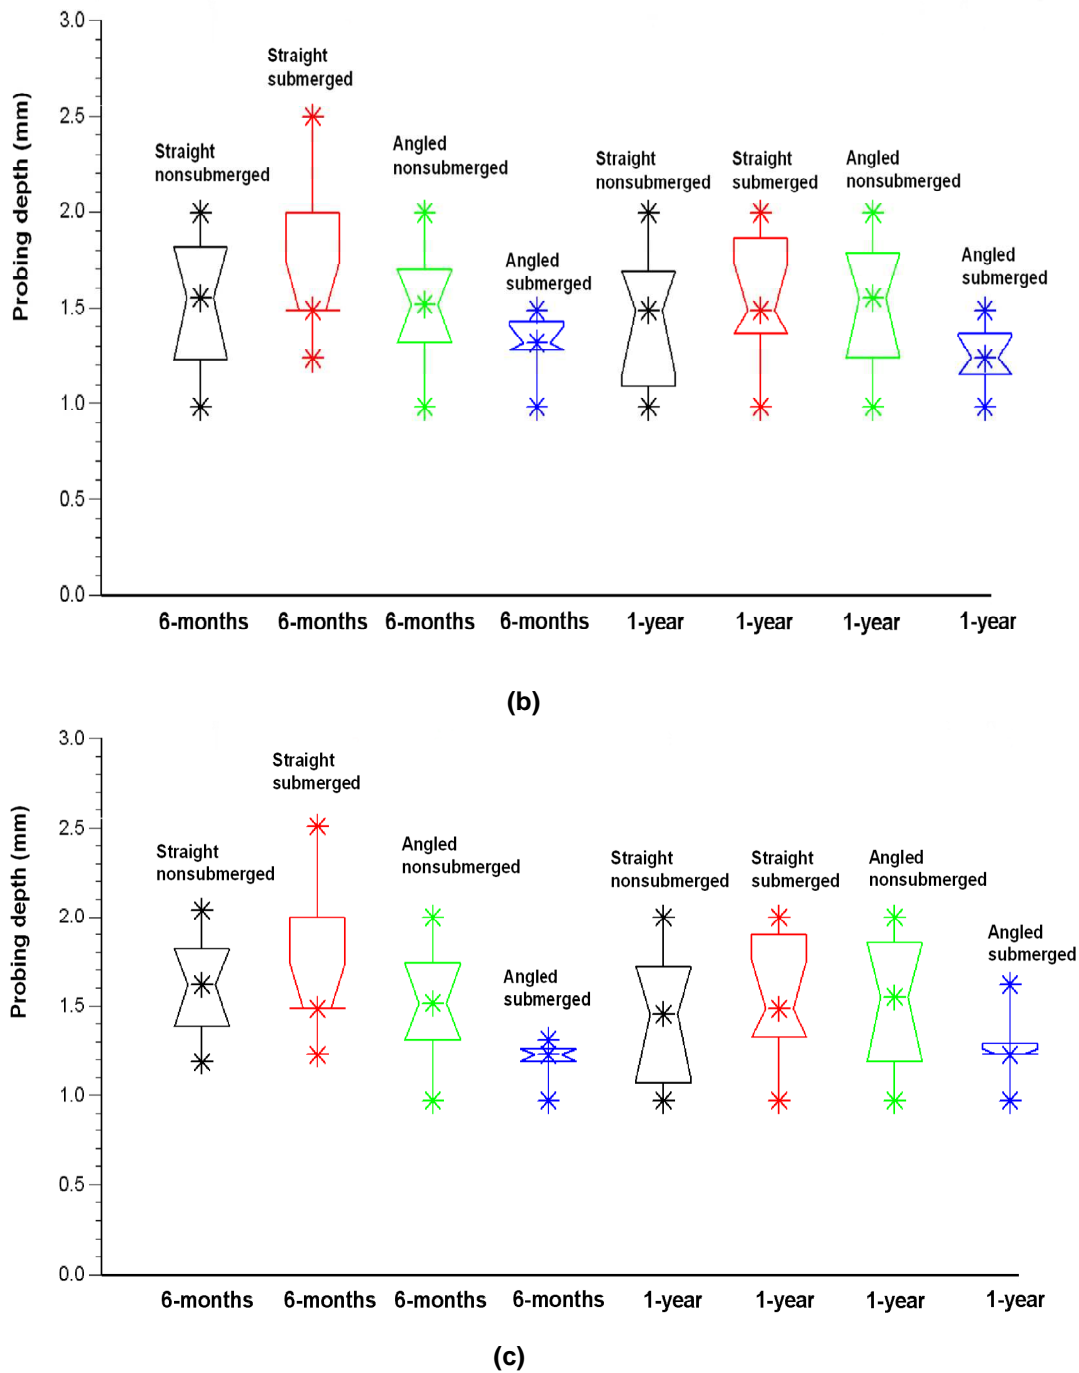 3.0
Straight
submerged
2.5
Probing depth (mm)
Straight
nonsubmerged
Angled
nonsubmerged
Straight
nonsubmerged
Straight
submerged
Angled
nonsubmerged
2.0
Angled
submerged
Angled
submerged
1.5
1.0
0.5
0.0
6-months 6-months 6-months 6-months 1-year 1-year 1-year 1-year
(b)
3.0
Straight
submerged
2.5
Probing depth (mm)
Straight
nonsubmerged
Angled
nonsubmerged
Straight
nonsubmerged
Straight
submerged
Angled
nonsubmerged
2.0
Angled
submerged
Angled
submerged
1.5
1.0
0.5
0.0
6-months 6-months 6-months 6-months 1-year 1-year 1-year 1-year
(c)